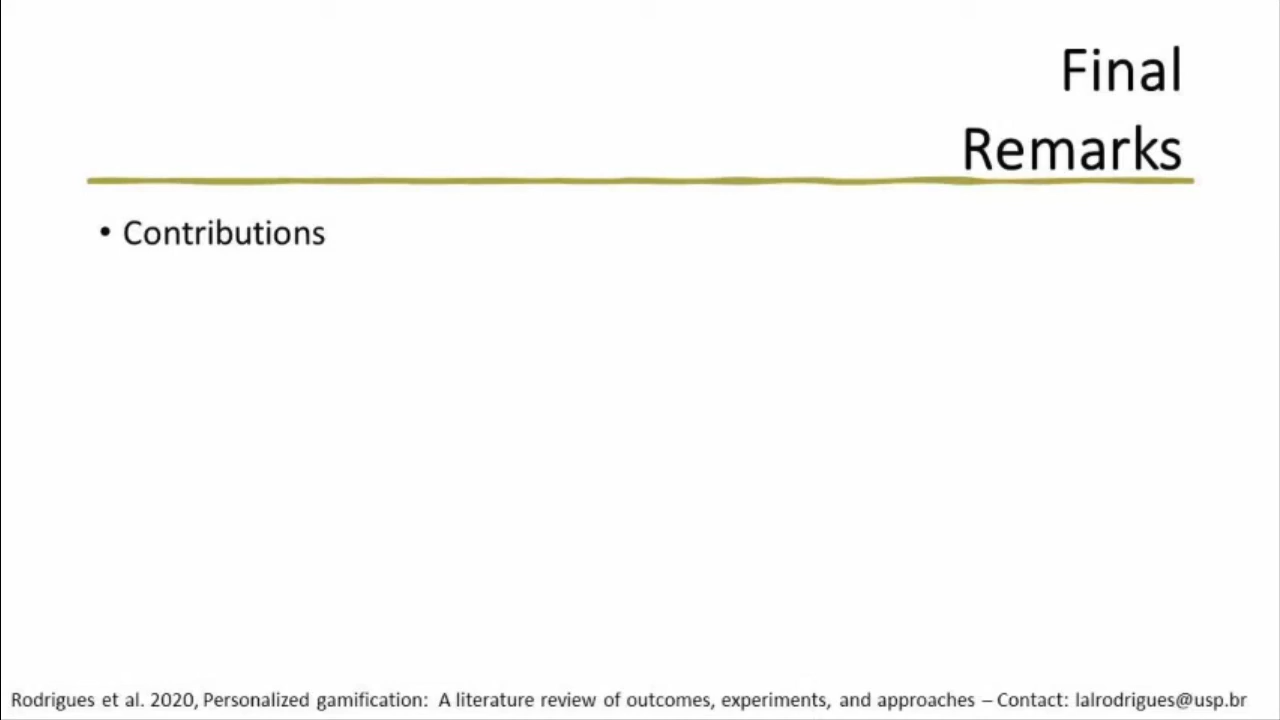 Final
Remarks
• Contributions
Rodrigues et al. 2020, Personalized gamification: A literature review of outcomes, experiments, and approaches – Contact: lalrodrigues@usp.br